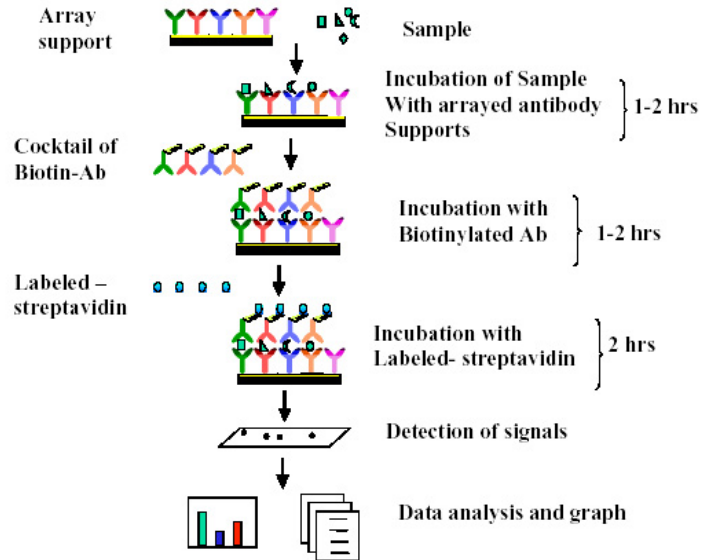 Array
support
Sample
Incubation of Sample
With arrayed antibody
Supports
1-2 hrs
Cocktail of
Biotin-Ab
Incubation with
Biotinylated Ab
1-2 hrs
Labeled –
streptavidin
Incubation with
Labeled- streptavidin
2 hrs
Detection of signals
Data analysis and graph